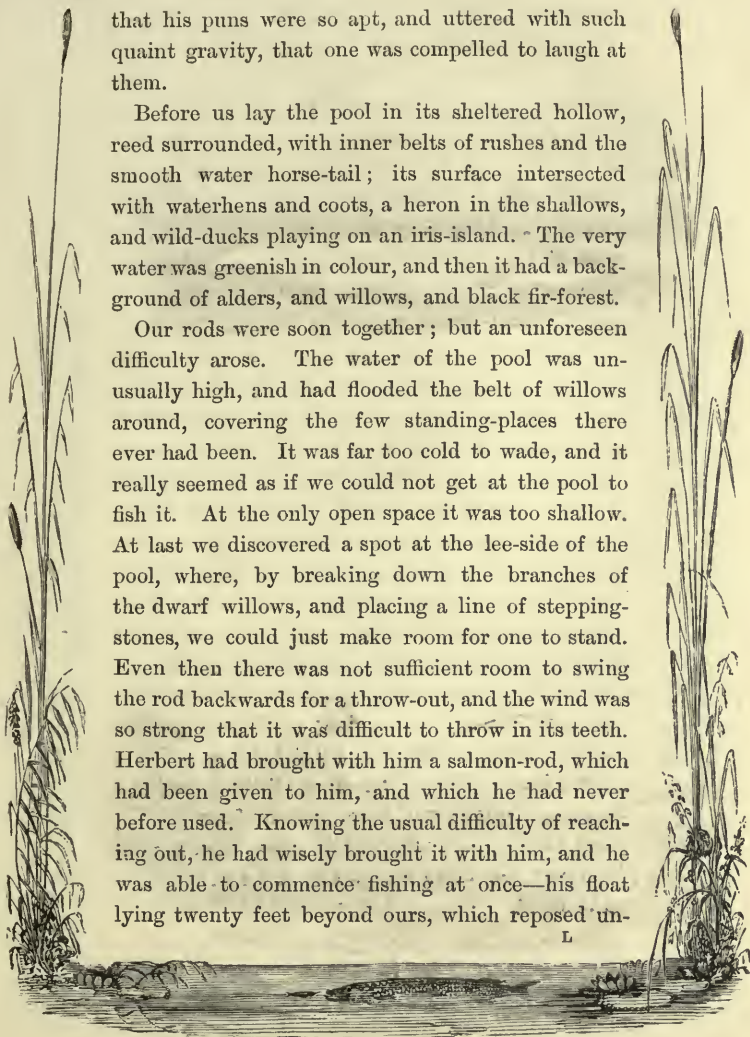 that his puns were so apt, and uttered with such
quaint gravity, that one was compelled to laugh at
them.
Before us lay the pool in its sheltered hollow,
reed surrounded, with inner belts of rushes and the
smooth water horse-tail; its surface intersected
with waterhens and coots, a heron in the shallows,
and wild-ducks playing on an iris-island. The very
water was greenish in colour, and then it had a back-
ground of alders, and willows, and black fir-forest.
Our rods were soon together; but an unforeseen
difficulty arose. The water of the pool was un-
usually high, and had flooded the belt of willows
around, covering the few standing-places there
ever had been. It was far too cold to wade, and it
really seemed as if we could not get at the pool to
fish it. At the only open space it was too shallow.
At last we discovered a spot at the lee-side of the
pool, where, by breaking down the branches of
the dwarf willows, and placing a line of stepping-
stones, we could just make room for one to stand.
Even then there was not sufficient room to swing
the rod backwards for a throw-out, and the wind was
so strong that it was difficult to throw in its teeth.
Herbert had brought with him a salmon-rod, which
had been given to him, and which he had never
before used. Knowing the usual difficulty of reach-
ing out, he had wisely brought it with him, and he
was able to commence fishing at once—his float
lying twenty feet beyond ours, which reposed un-
L